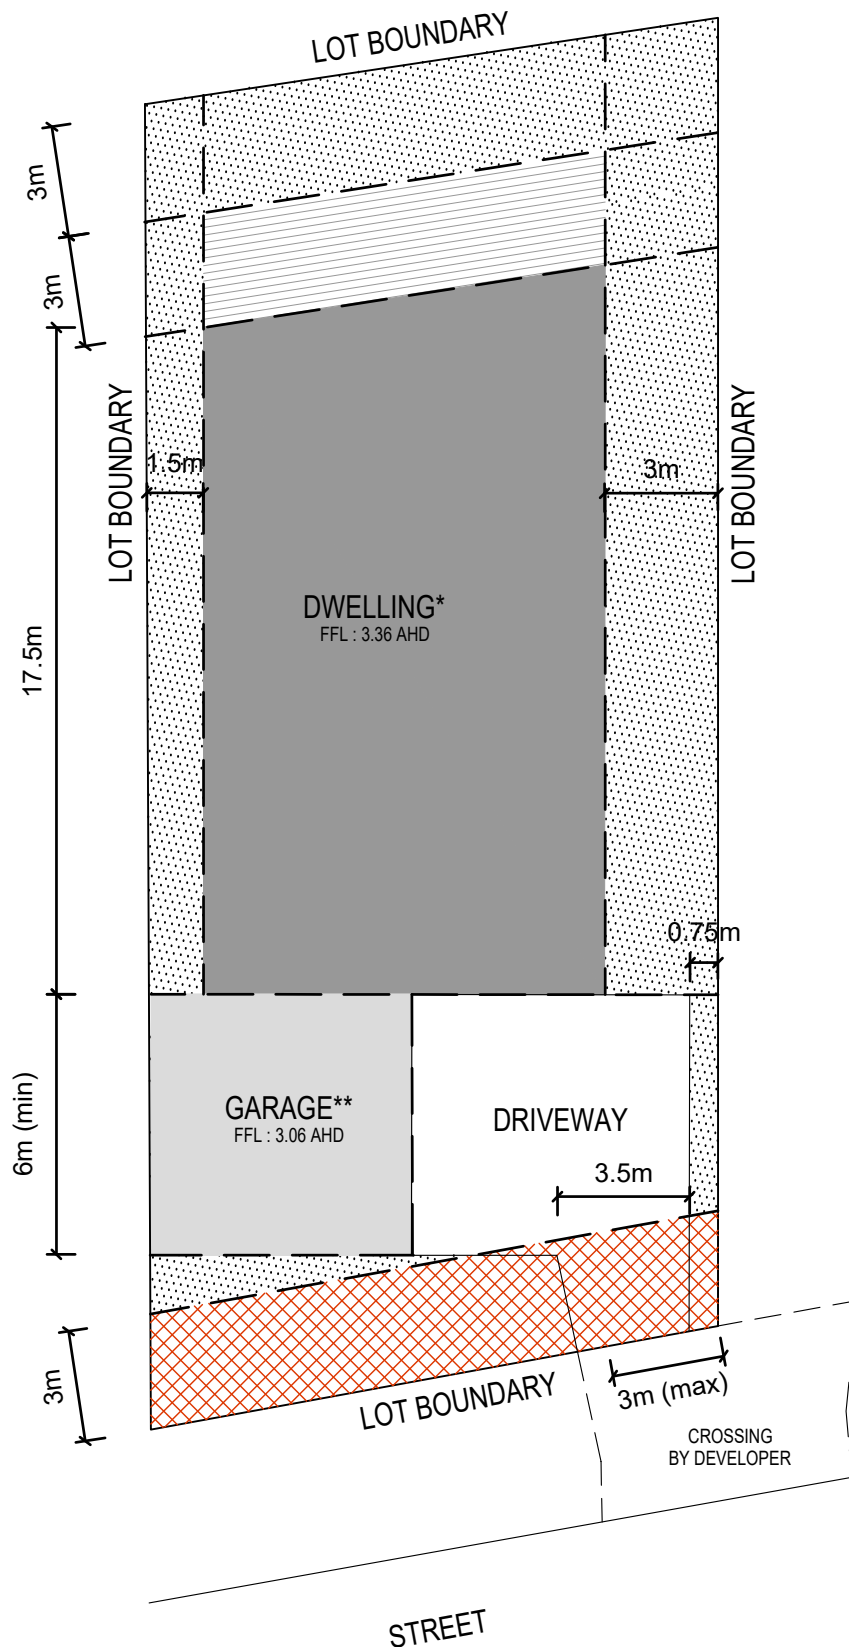 LOT BOUNDARY
3m
3m
LOT BOUNDARY
LOT BOUNDARY
1.5m
3m
DWELLING*
FFL : 3.36 AHD
17.5m
0.75m
6m (min)
GARAGE**
FFL : 3.06 AHD
DRIVEWAY
3.5m
3m
3m (max)
LOT BOUNDARY
CROSSING
BY DEVELOPER
STREET